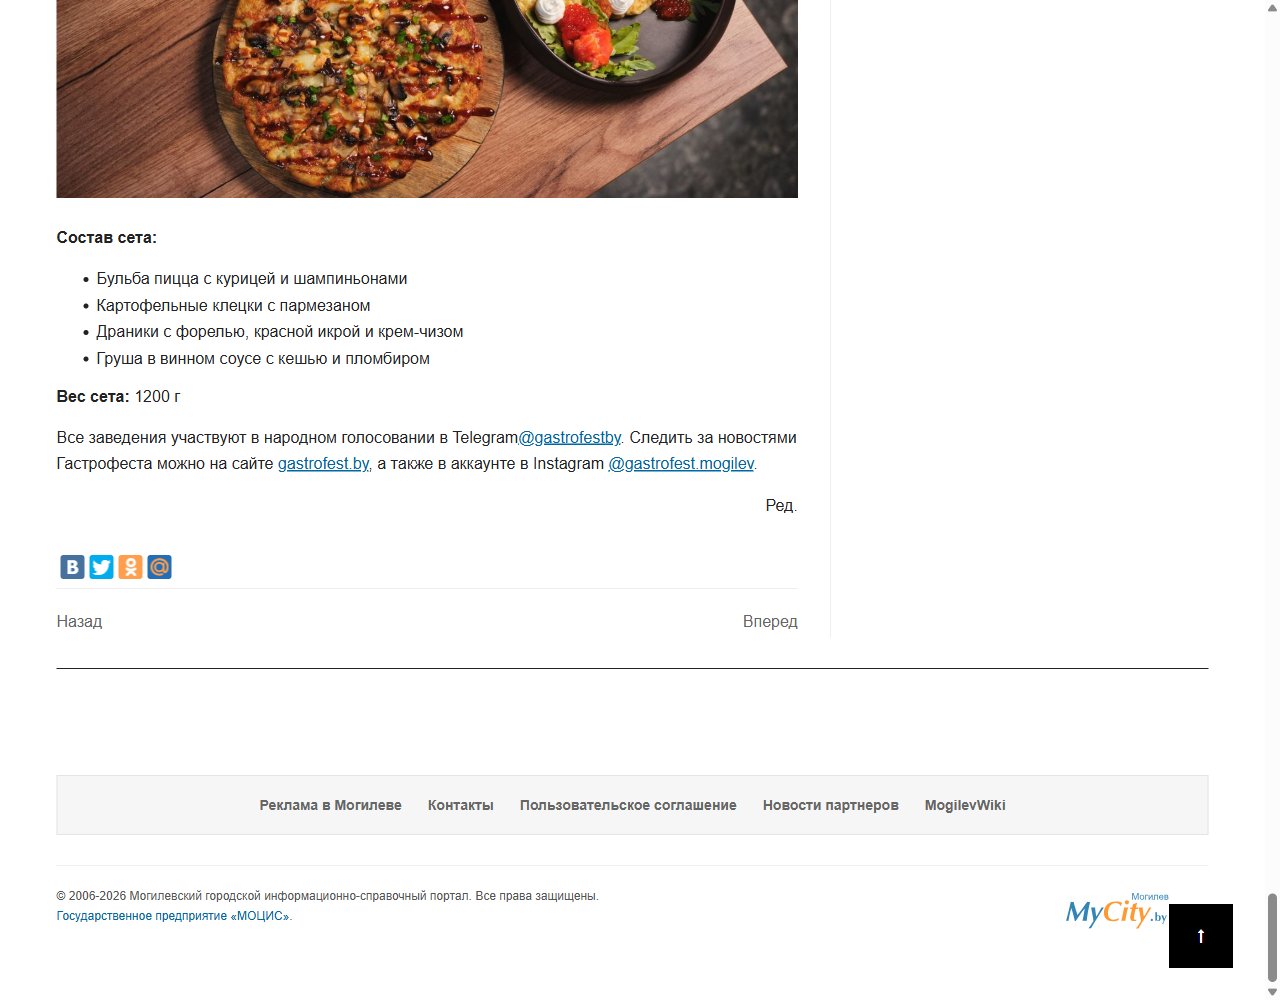 Состав сета:
Бульба пицца с курицей и шампиньонами
Картофельные клецки с пармезаном
Драники с форелью, красной икрой и крем-чизом
Груша в винном соусе с кешью и пломбиром
Вес сета: 1200 г
Все заведения участвуют в народном голосовании в Telegram@gastrofestby. Следить за новостями
Гастрофеста можно на сайте gastrofest.by, а также в аккаунте в Instagram @gastrofest.mogilev.
Ред.
Назад
Вперед
Реклама в Могилеве
Контакты
Пользовательское соглашение
Новости партнеров
MogilevWiki
© 2006-2026 Могилевский городской информационно-справочный портал. Все права защищены.
Государственное предприятие «МОЦИС».
Могилев
MyCity.by